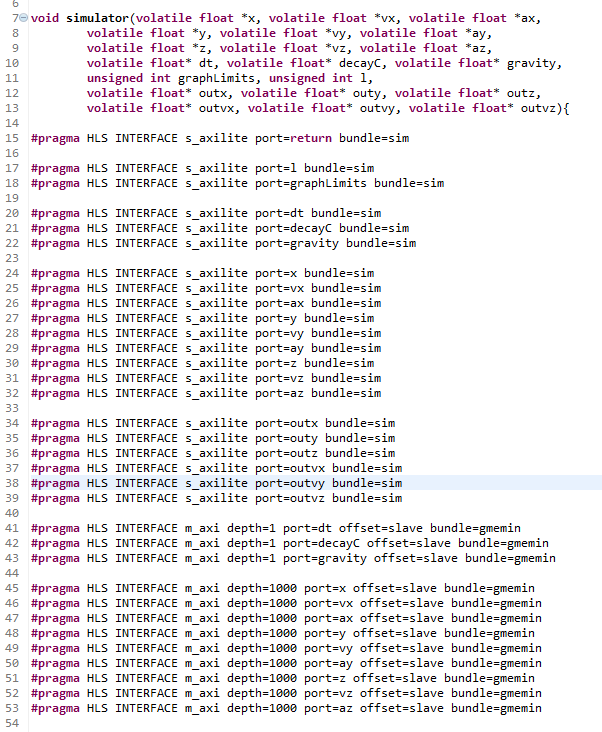 6
7 void simulator(volatile float *x, volatile float *vx, volatile float *ax,
8 volatile float *y, volatile float *vy, volatile float *ay,
9 volatile float *z, volatile float *vz, volatile float *az,
10 volatile float* dt, volatile float* decayC, volatile float* gravity,
11 unsigned int graphLimits, unsigned int l,
12 volatile float* outx, volatile float* outy, volatile float* outz,
13 volatile float* outvx, volatile float* outvy, volatile float* outvz){
14
15 #pragma HLS INTERFACE s_axilite port=return bundle=sim
16
17 #pragma HLS INTERFACE s_axilite port=l bundle=sim
18 #pragma HLS INTERFACE s_axilite port=graphLimits bundle=sim
19
20 #pragma HLS INTERFACE s_axilite port=dt bundle=sim
21 #pragma HLS INTERFACE s_axilite port=decayC bundle=sim
22 #pragma HLS INTERFACE s_axilite port=gravity bundle=sim
23
24 #pragma HLS INTERFACE s_axilite port=x bundle=sim
25 #pragma HLS INTERFACE s_axilite port=vx bundle=sim
26 #pragma HLS INTERFACE s_axilite port=ax bundle=sim
27 #pragma HLS INTERFACE s_axilite port=y bundle=sim
28 #pragma HLS INTERFACE s_axilite port=vy bundle=sim
29 #pragma HLS INTERFACE s_axilite port=ay bundle=sim
30 #pragma HLS INTERFACE s_axilite port=z bundle=sim
31 #pragma HLS INTERFACE s_axilite port=vz bundle=sim
32 #pragma HLS INTERFACE s_axilite port=az bundle=sim
33
34 #pragma HLS INTERFACE s_axilite port=outx bundle=sim
35 #pragma HLS INTERFACE s_axilite port=outy bundle=sim
36 #pragma HLS INTERFACE s_axilite port=outz bundle=sim
37 #pragma HLS INTERFACE s_axilite port=outvx bundle=sim
38 #pragma HLS INTERFACE s_axilite port=outvy bundle=sim
39 #pragma HLS INTERFACE s_axilite port=outvz bundle=sim
40
41 #pragma HLS INTERFACE m_axi depth=1 port=dt offset=slave bundle=gmemin
42 #pragma HLS INTERFACE m_axi depth=1 port=decayC offset=slave bundle=gmemin
43 #pragma HLS INTERFACE m_axi depth=1 port=gravity offset=slave bundle=gmemin
44
45 #pragma HLS INTERFACE m_axi depth=1000 port=x offset=slave bundle=gmemin
46 #pragma HLS INTERFACE m_axi depth=1000 port=vx offset=slave bundle=gmemin
47 #pragma HLS INTERFACE m_axi depth=1000 port=ax offset=slave bundle=gmemin
48 #pragma HLS INTERFACE m_axi depth=1000 port=y offset=slave bundle=gmemin
49 #pragma HLS INTERFACE m_axi depth=1000 port=vy offset=slave bundle=gmemin
50 #pragma HLS INTERFACE m_axi depth=1000 port=ay offset=slave bundle=gmemin
51 #pragma HLS INTERFACE m_axi depth=1000 port=z offset=slave bundle=gmemin
52 #pragma HLS INTERFACE m_axi depth=1000 port=vz offset=slave bundle=gmemin
53 #pragma HLS INTERFACE m_axi depth=1000 port=az offset=slave bundle=gmemin
54